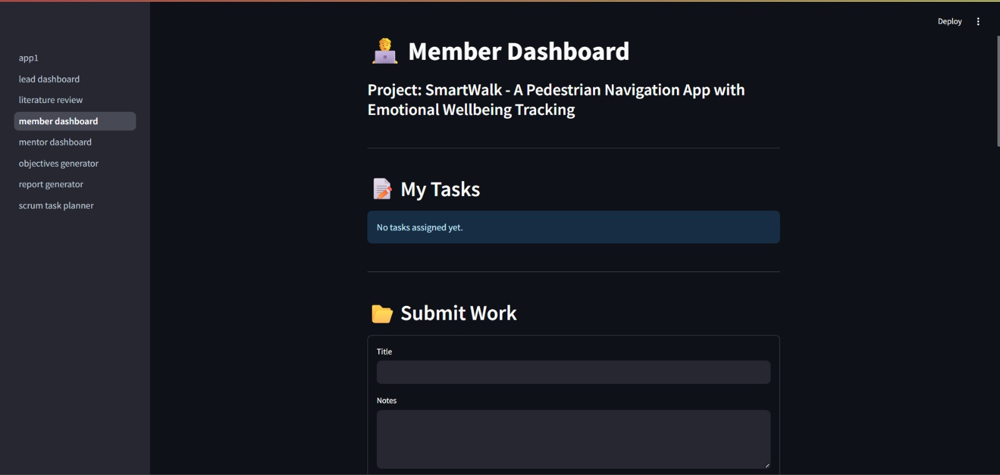 Deploy
app1
lead dashboard
literature review
member dashboard
mentor dashboard
objectives generator
report generator
scrum task planner
Member Dashboard
Project: SmartWalk - A Pedestrian Navigation App with
Emotional Wellbeing Tracking
My Tasks
No tasks assigned yet.
Submit Work
Title
Notes